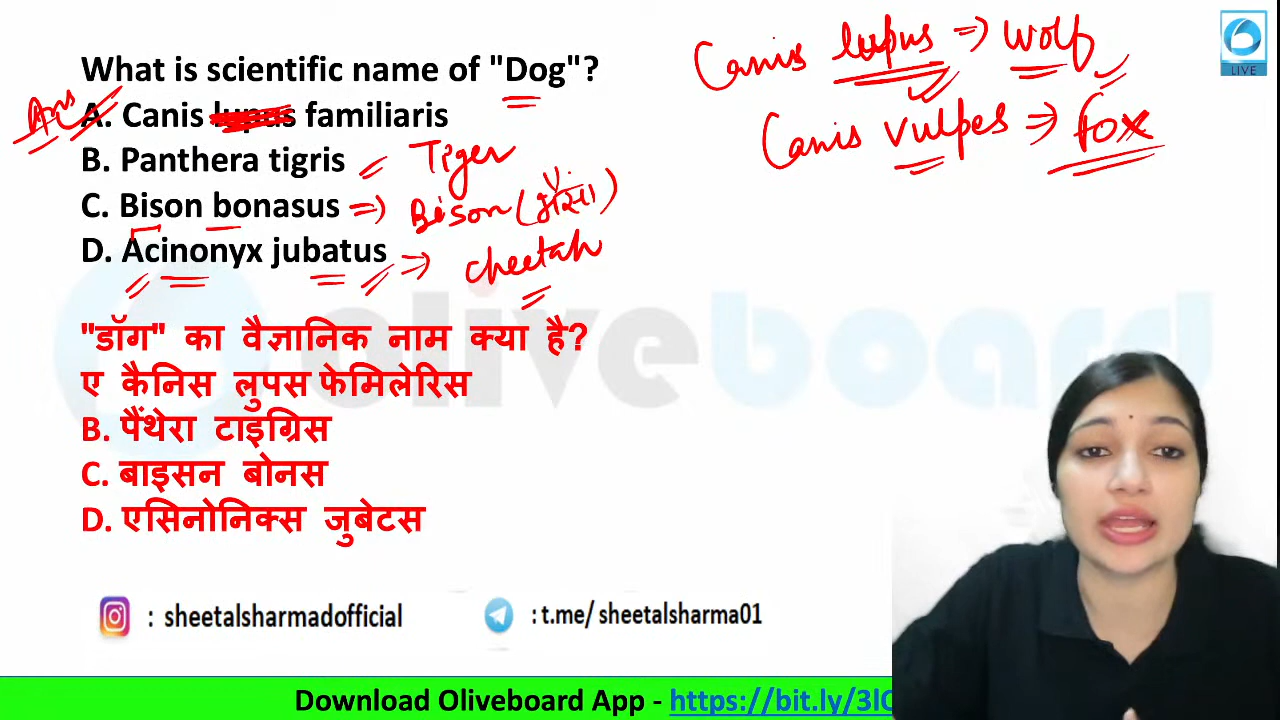 What is scientific name of "Dog"?
Ans A. Canis lupus familiaris
B. Panthera tigris Tiger
C. Bison bonasus => Bison
D. Acinonyx jubatus => Cheetah
Canis lupus => Wolf
Canis vulpes => fox
"डॉग" का वैज्ञानिक नाम क्या है?
ए कैनिस लुपस फेमिलेरिस
B. पैंथेरा टाइग्रिस
C. बाइसन बोनस
D. एसिनोनिक्स जुबेटस
oliveboard
: sheetalsharmadofficial
: t.me/ sheetalsharma01
Download Oliveboard App - https://bit.ly/3l
LIVE